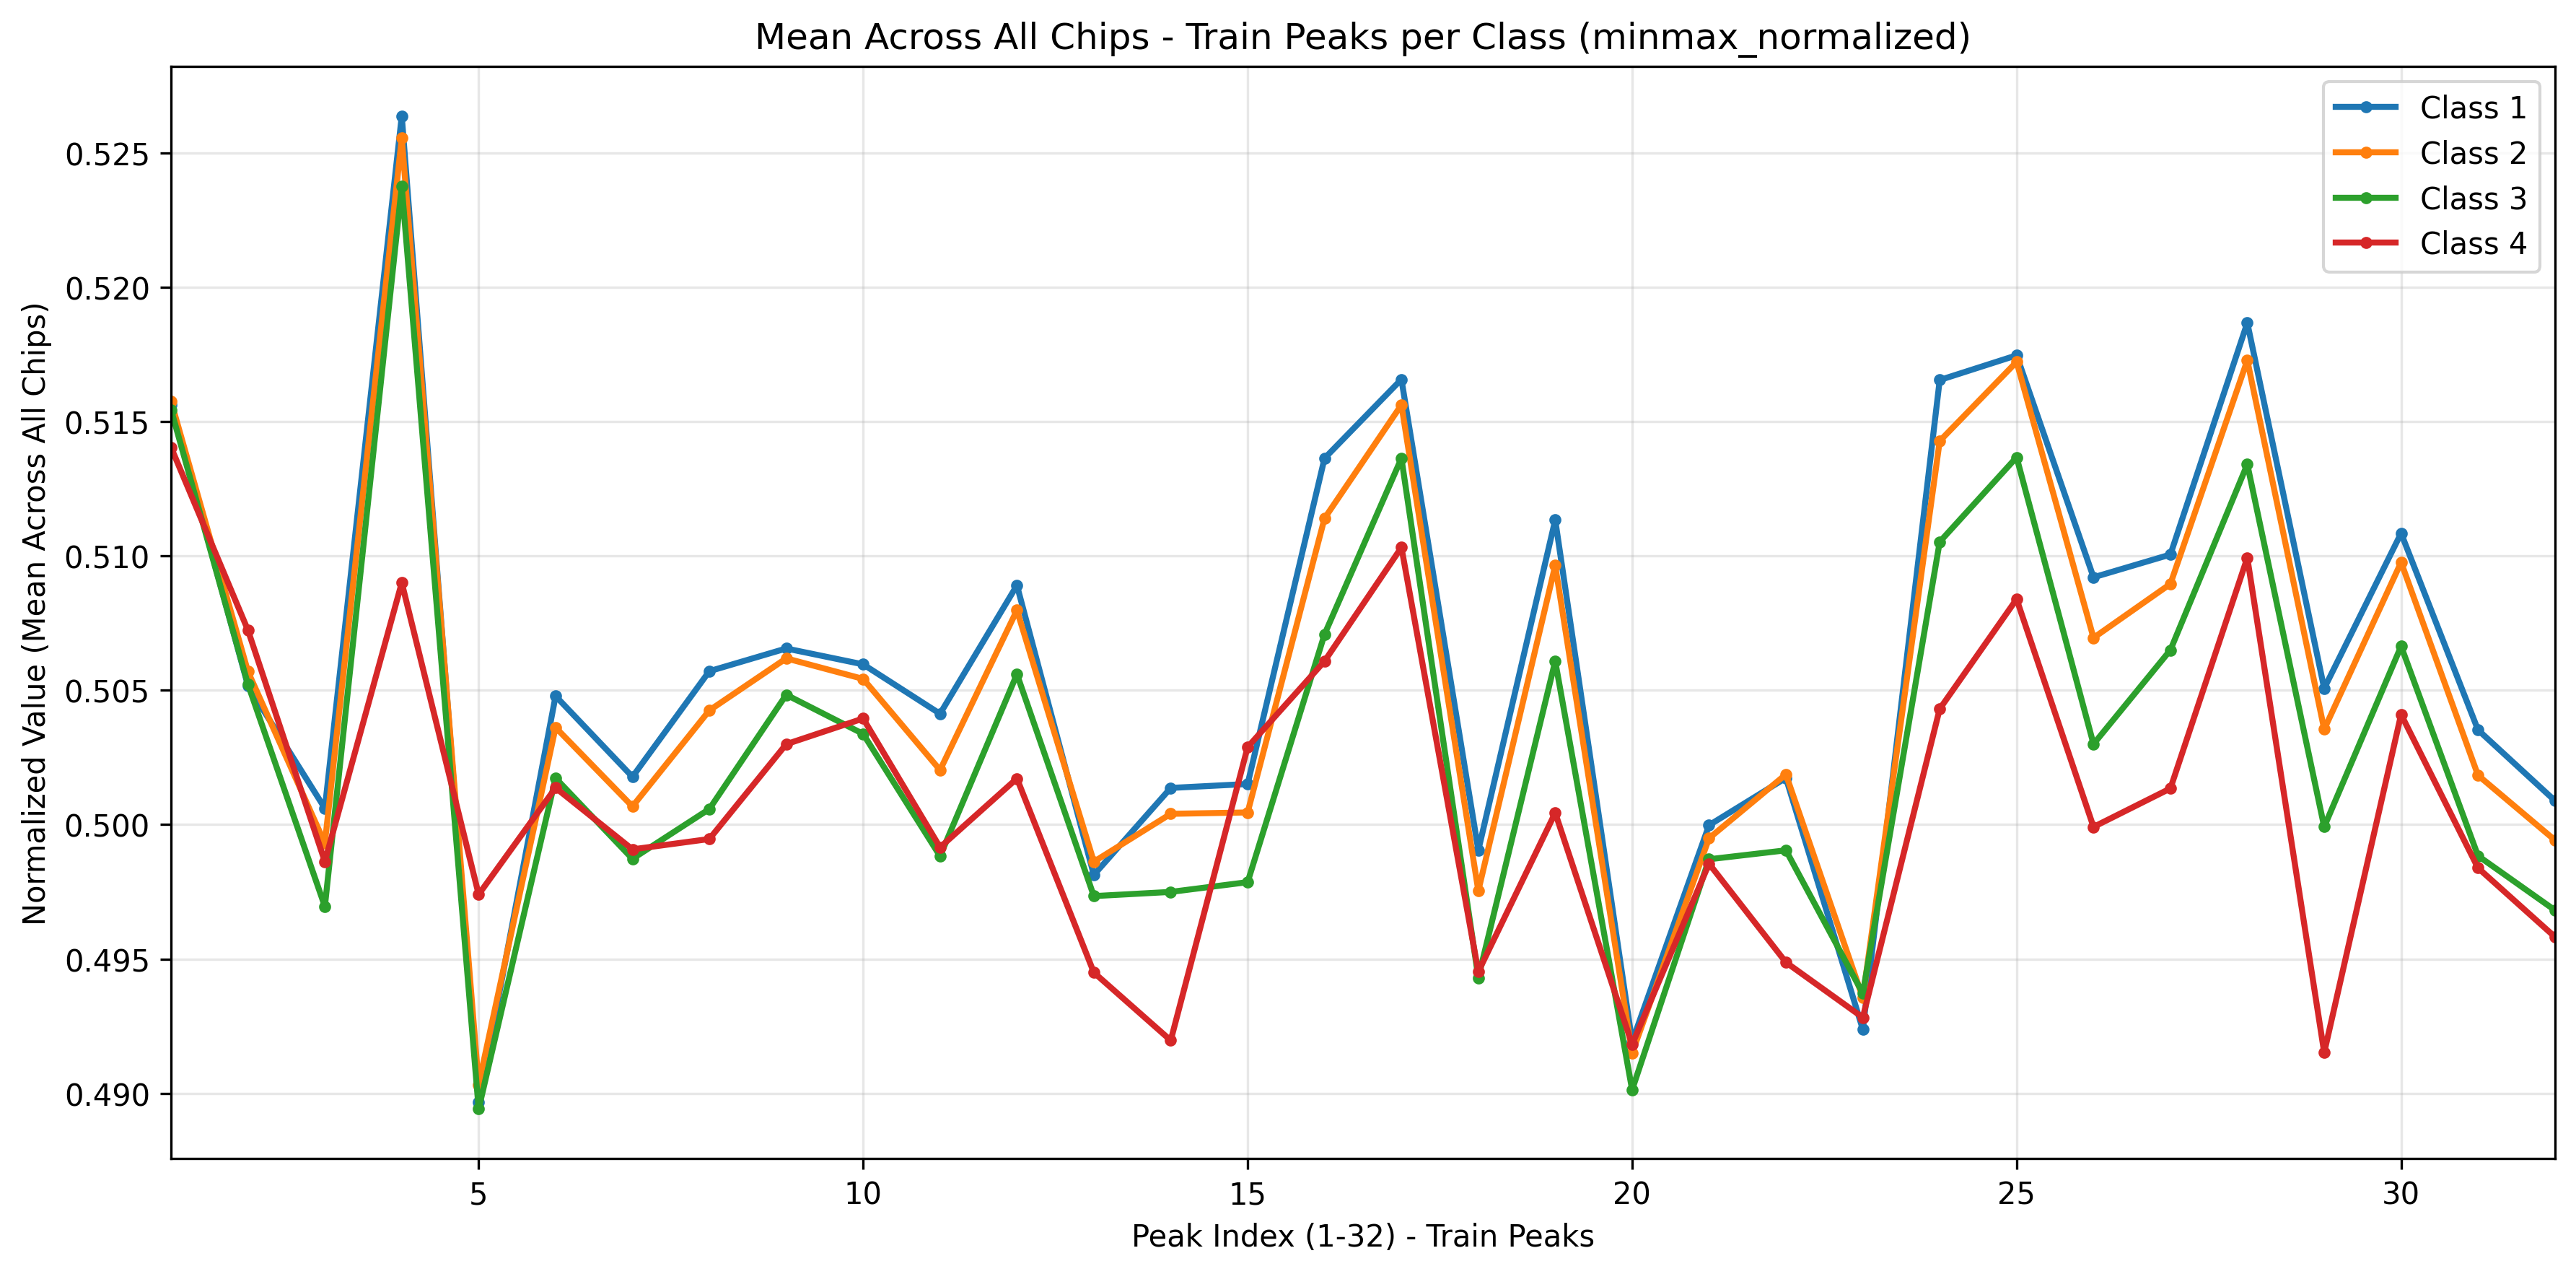 Mean Across All Chips - Train Peaks per Class (minmax_normalized)
Class 1
Class 2
Class 3
Class 4
Normalized Value (Mean Across All Chips)
0.525
0.520
0.515
0.510
0.505
0.500
0.495
0.490
5 10 15 20 25 30
Peak Index (1-32) - Train Peaks